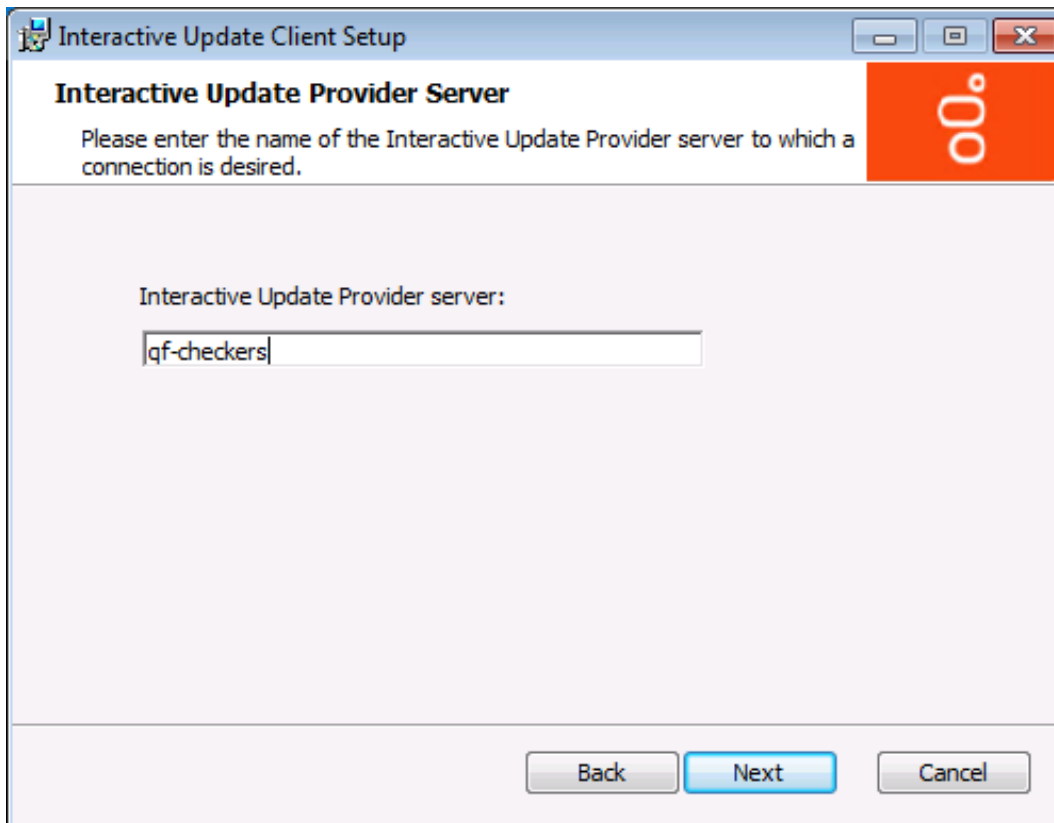 Interactive Update Client Setup
Interactive Update Provider Server
Please enter the name of the Interactive Update Provider server to which a
connection is desired.
Interactive Update Provider server:
qf-checkers
Back Next Cancel